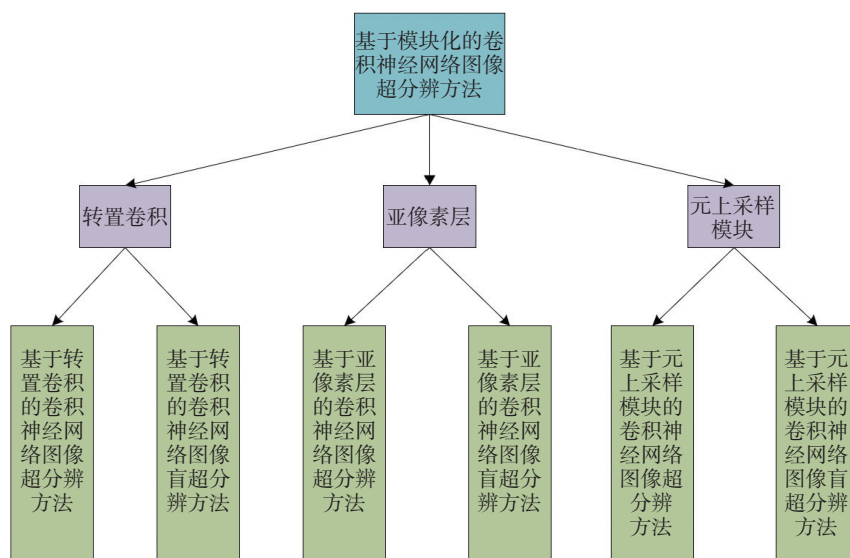 基于模块化的卷
积神经网络图像
超分辨方法
转置卷积
亚像素层
元上采样
模块
基于转
置卷积
的卷积
神经网
络图像
超分辨
方法
基于转
置卷积
的卷积
神经网
络图像
盲超分
辨方法
基于亚
像素层
的卷积
神经网
络图像
超分辨
方法
基于亚
像素层
的卷积
神经网
络图像
盲超分
辨方法
基于元
上采样
模块的
卷积神
经网络
图像超
分辨
方法
基于元
上采样
模块的
卷积神
经网络
图像盲
超分辨
方法